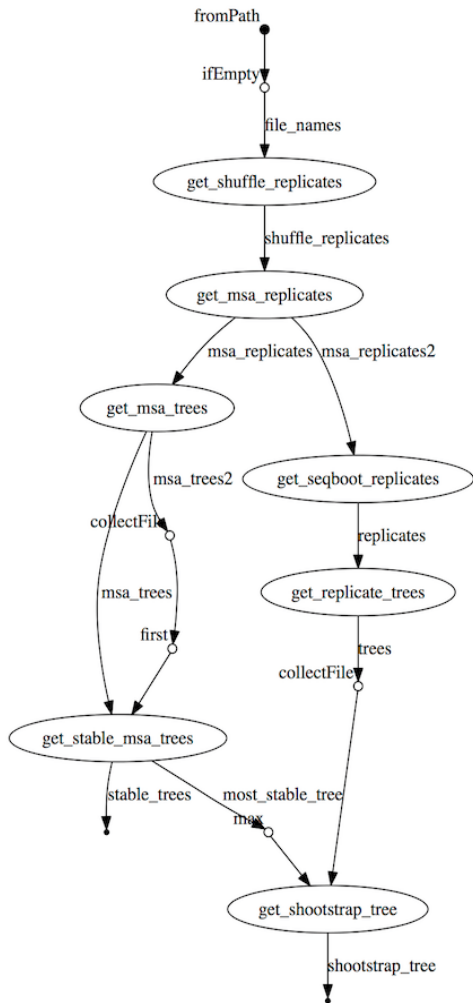 fromPath
ifEmpty
file_names
get_shuffle_replicates
shuffle_replicates
get_msa_replicates
msa_replicates
msa_replicates2
get_msa_trees
get_seqboot_replicates
msa_trees2
collectFile
replicates
msa_trees
get_replicate_trees
first
trees
collectFile
get_stable_msa_trees
stable_trees
most_stable_tree
max
get_shootstrap_tree
shootstrap_tree